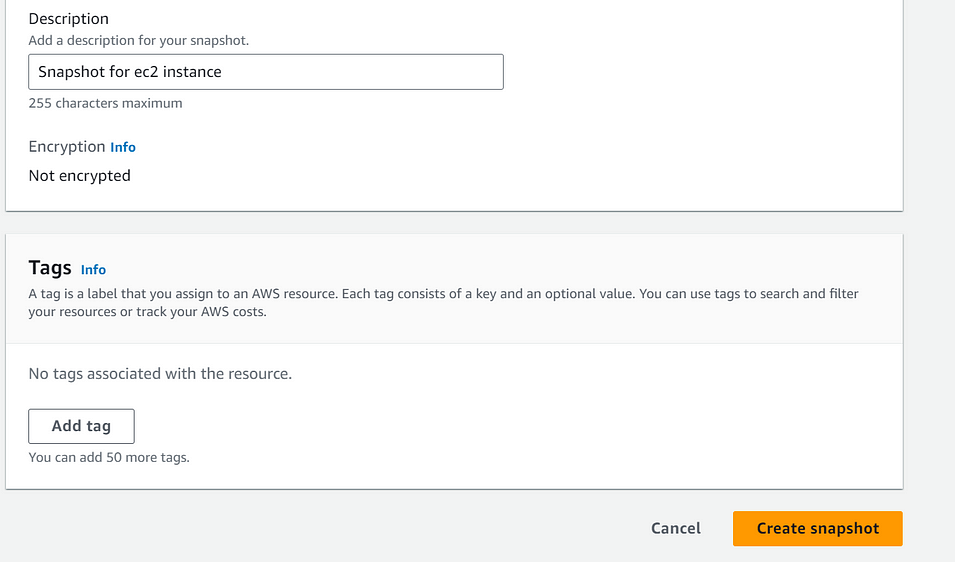 Description
Add a description for your snapshot.
Snapshot for ec2 instance
255 characters maximum
Encryption Info
Not encrypted
Tags Info
A tag is a label that you assign to an AWS resource. Each tag consists of a key and an optional value. You can use tags to search and filter
your resources or track your AWS costs.
No tags associated with the resource.
Add tag
You can add 50 more tags.
Cancel Create snapshot